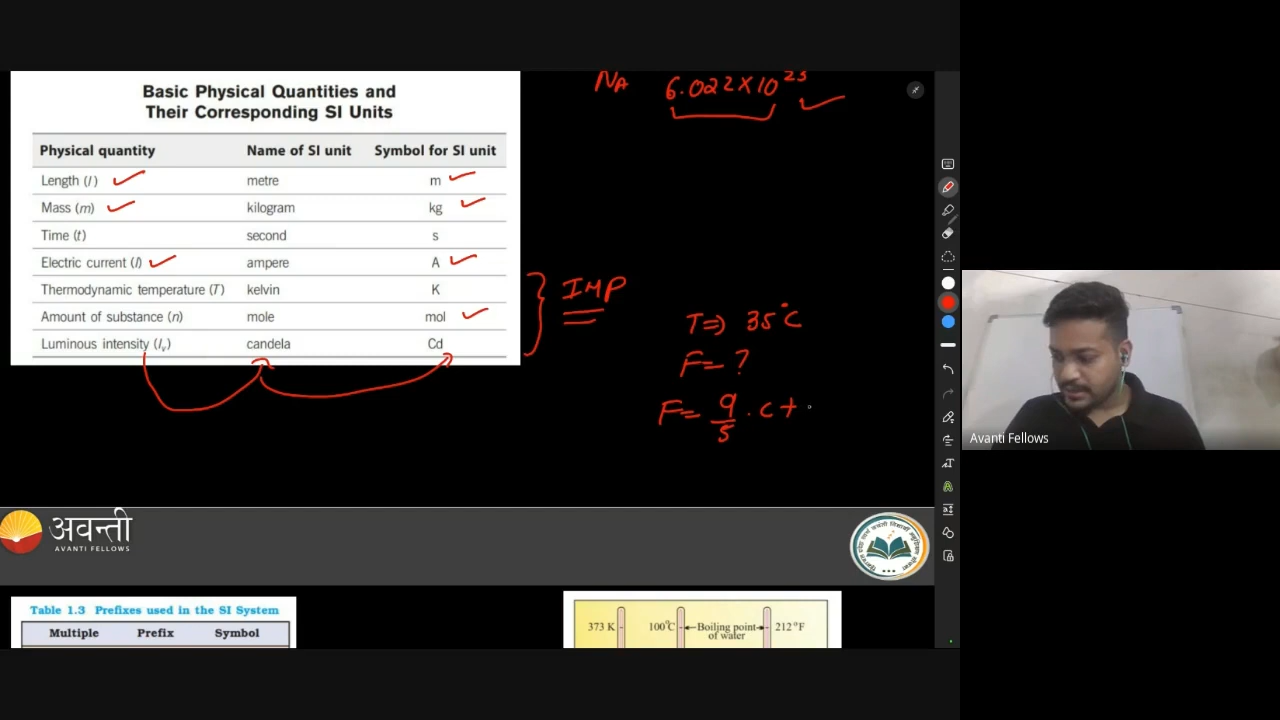 Basic Physical Quantities and
Their Corresponding SI Units
Physical quantity Name of SI unit Symbol for SI unit
Length (l) metre m
Mass (m) kilogram kg
Time (t) second s
Electric current (I) ampere A
Thermodynamic temperature (T) kelvin K
Amount of substance (n) mole mol
Luminous intensity (Iv) candela Cd
NA 6.022×10^23
IMP
T=> 35°C
F= ?
F= 9/5 . C +
Avanti Fellows
अवन्ती
AVANTI FELLOWS
Table 1.3 Prefixes used in the SI System
Multiple Prefix Symbol
373 K 100°C Boiling point of water 212°F